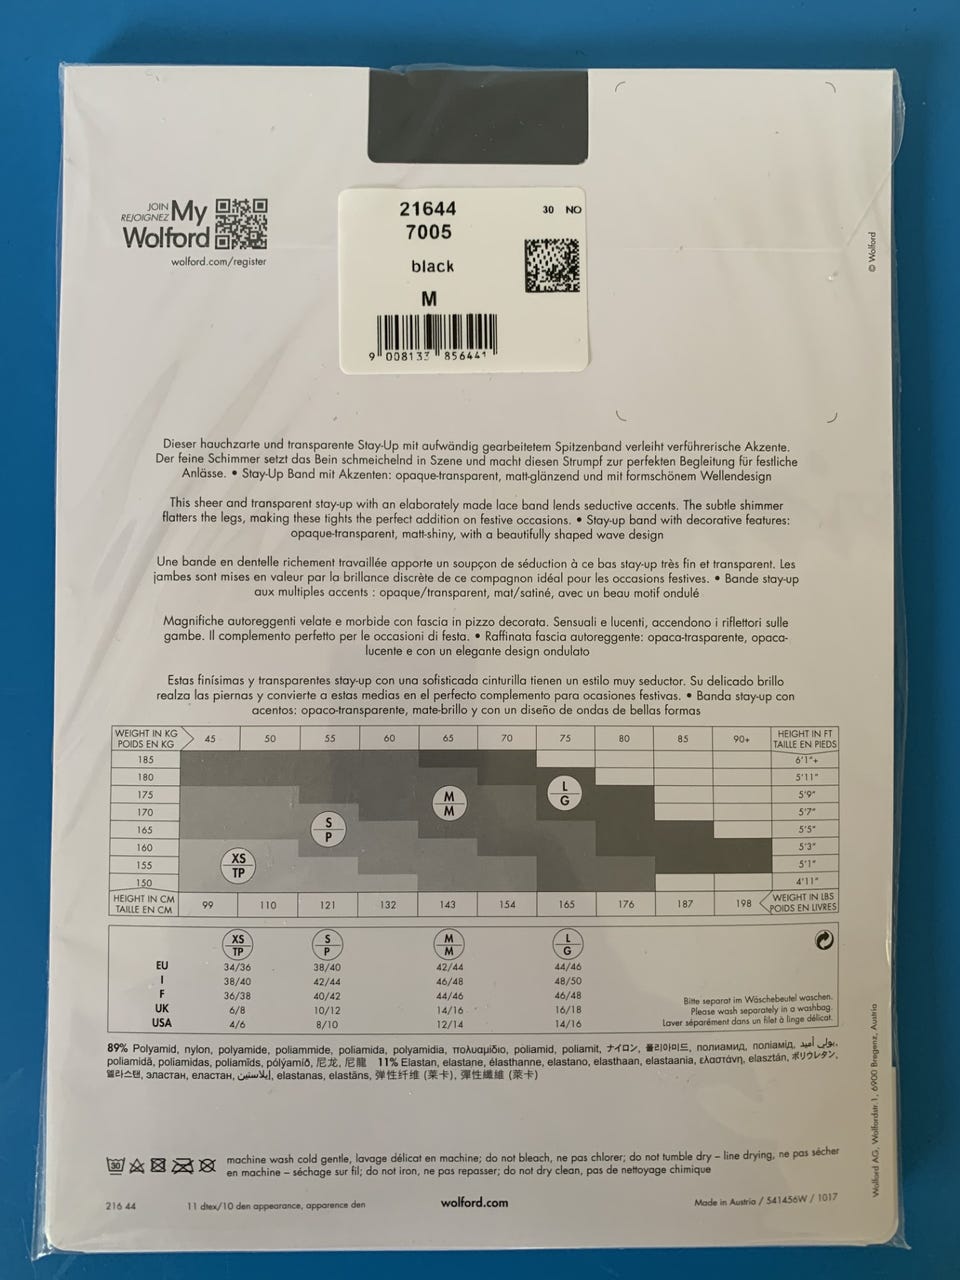 JOIN
REJOIGNEZ My
Wolford
wolford.com/register
21644
7005
30 NO
black
M
9 008133 856441
© Wolford
Dieser hauchzarte und transparente Stay-Up mit aufwändig gearbeitetem Spitzenband verleiht verführerische Akzente.
Der feine Schimmer setzt das Bein schmeichelnd in Szene und macht diesen Strumpf zur perfekten Begleitung für festliche
Anlässe. • Stay-Up Band mit Akzenten: opaque-transparent, matt-glänzend und mit formschönem Wellendesign
This sheer and transparent stay-up with an elaborately made lace band lends seductive accents. The subtle shimmer
flatters the legs, making these tights the perfect addition on festive occasions. • Stay-up band with decorative features:
opaque-transparent, matt-shiny, with a beautifully shaped wave design
Une bande en dentelle richement travaillée apporte un soupçon de séduction à ce bas stay-up très fin et transparent. Les
jambes sont mises en valeur par la brillance discrète de ce compagnon idéal pour les occasions festives. • Bande stay-up
aux multiples accents : opaque/transparent, mat/satiné, avec un beau motif ondulé
Magnifiche autoreggenti velate e morbide con fascia in pizzo decorata. Sensuali e lucenti, accendono i riflettori sulle
gambe. Il complemento perfetto per le occasioni di festa. • Raffinata fascia autoreggente: opaca-trasparente, opaca-
lucente e con un elegante design ondulato
Estas finísimas y transparentes stay-up con una sofisticada cinturilla tienen un estilo muy seductor. Su delicado brillo
realza las piernas y convierte a estas medias en el perfecto complemento para ocasiones festivas. • Banda stay-up con
acentos: opaco-transparente, mate-brillo y con un diseño de ondas de bellas formas
WEIGHT IN KG
POIDS EN KG
45 50 55 60 65 70 75 80 85 90+
HEIGHT IN FT
TAILLE EN PIEDS
185 6'1"+
180 5'11"
175 5'9"
170 5'7"
165 5'5"
160 5'3"
155 5'1"
150 4'11"
L
G
M
M
S
P
XS
TP
HEIGHT IN CM
TAILLE EN CM
99 110 121 132 143 154 165 176 187 198
WEIGHT IN LBS
POIDS EN LIVRES
XS S M L
TP P M G
EU 34/36 38/40 42/44 44/46
I 38/40 42/44 46/48 48/50
F 36/38 40/42 44/46 46/48
UK 6/8 10/12 14/16 16/18
USA 4/6 8/10 12/14 14/16
Bitte separat im Wäschebeutel waschen.
Please wash separately in a washbag.
Laver séparément dans un filet à linge délicat.
89% Polyamid, nylon, polyamide, poliammide, poliamida, polyamidia, πολυαμίδιο, poliamid, poliamit, ナイロン, 폴리아미드, полиамид, поліамід, بولي أميد,
poliamidă, poliamidas, poliamīds, pólýamíð, 尼龙, 尼龍 11% Elastan, elastane, élasthanne, elastano, elasthaan, elastaania, ελαστάνη, elasztán, ポリウレタン,
엘라스탠, эластан, еластан, إيلاستين, elastanas, elastāns, 弹性纤维 (莱卡), 彈性纖維 (萊卡)
30
machine wash cold gentle, lavage délicat en machine; do not bleach, ne pas chlorer; do not tumble dry – line drying, ne pas sécher
en machine – séchage sur fil; do not iron, ne pas repasser; do not dry clean, pas de nettoyage chimique
216 44
11 dtex/10 den appearance, apparence den
wolford.com
Made in Austria / 541456W / 1017
Wolford AG, Wolfordstr.1, 6900 Bregenz, Austria